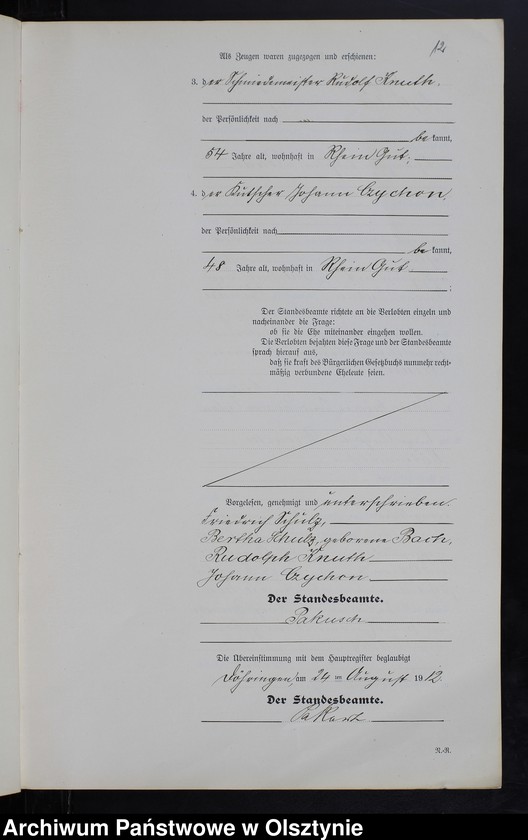 12
Als Zeugen waren zugezogen und erschienen:
3. der Schmiedemeister Rudolf Knuth,
der Persönlichkeit nach
bekannt,
54 Jahre alt, wohnhaft in Rhein Gut;
4. der Kutscher Johann Czychon,
der Persönlichkeit nach
bekannt,
48 Jahre alt, wohnhaft in Rhein Gut
;
Der Standesbeamte richtete an die Verlobten einzeln und
nacheinander die Frage:
ob sie die Ehe miteinander eingehen wollen.
Die Verlobten bejahten diese Frage und der Standesbeamte
sprach hierauf aus,
daß sie kraft des Bürgerlichen Gesetzbuchs nunmehr recht-
mäßig verbundene Eheleute seien.
Vorgelesen, genehmigt und unterschrieben.
Friedrich Schulz,
Bertha Schulz, geborene Bach,
Rudolph Knuth
Johann Czychon
Der Standesbeamte.
Pakusch
Die Übereinstimmung mit dem Hauptregister beglaubigt
Döhringen, am 24 ten August 1912.
Der Standesbeamte.
N.-R.
Archiwum Państwowe w Olsztynie